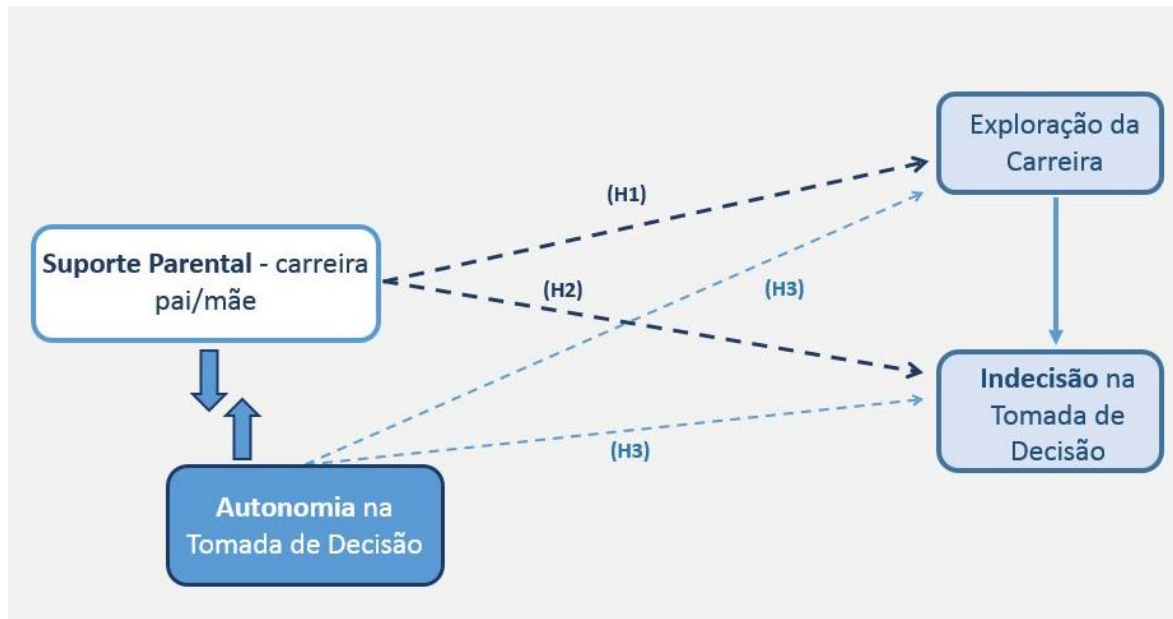 Exploração da
Carreira
(H1)
Suporte Parental - carreira
pai/mãe
(H2)
(H3)
Indecisão na
Tomada de
Decisão
(H3)
Autonomia na
Tomada de Decisão